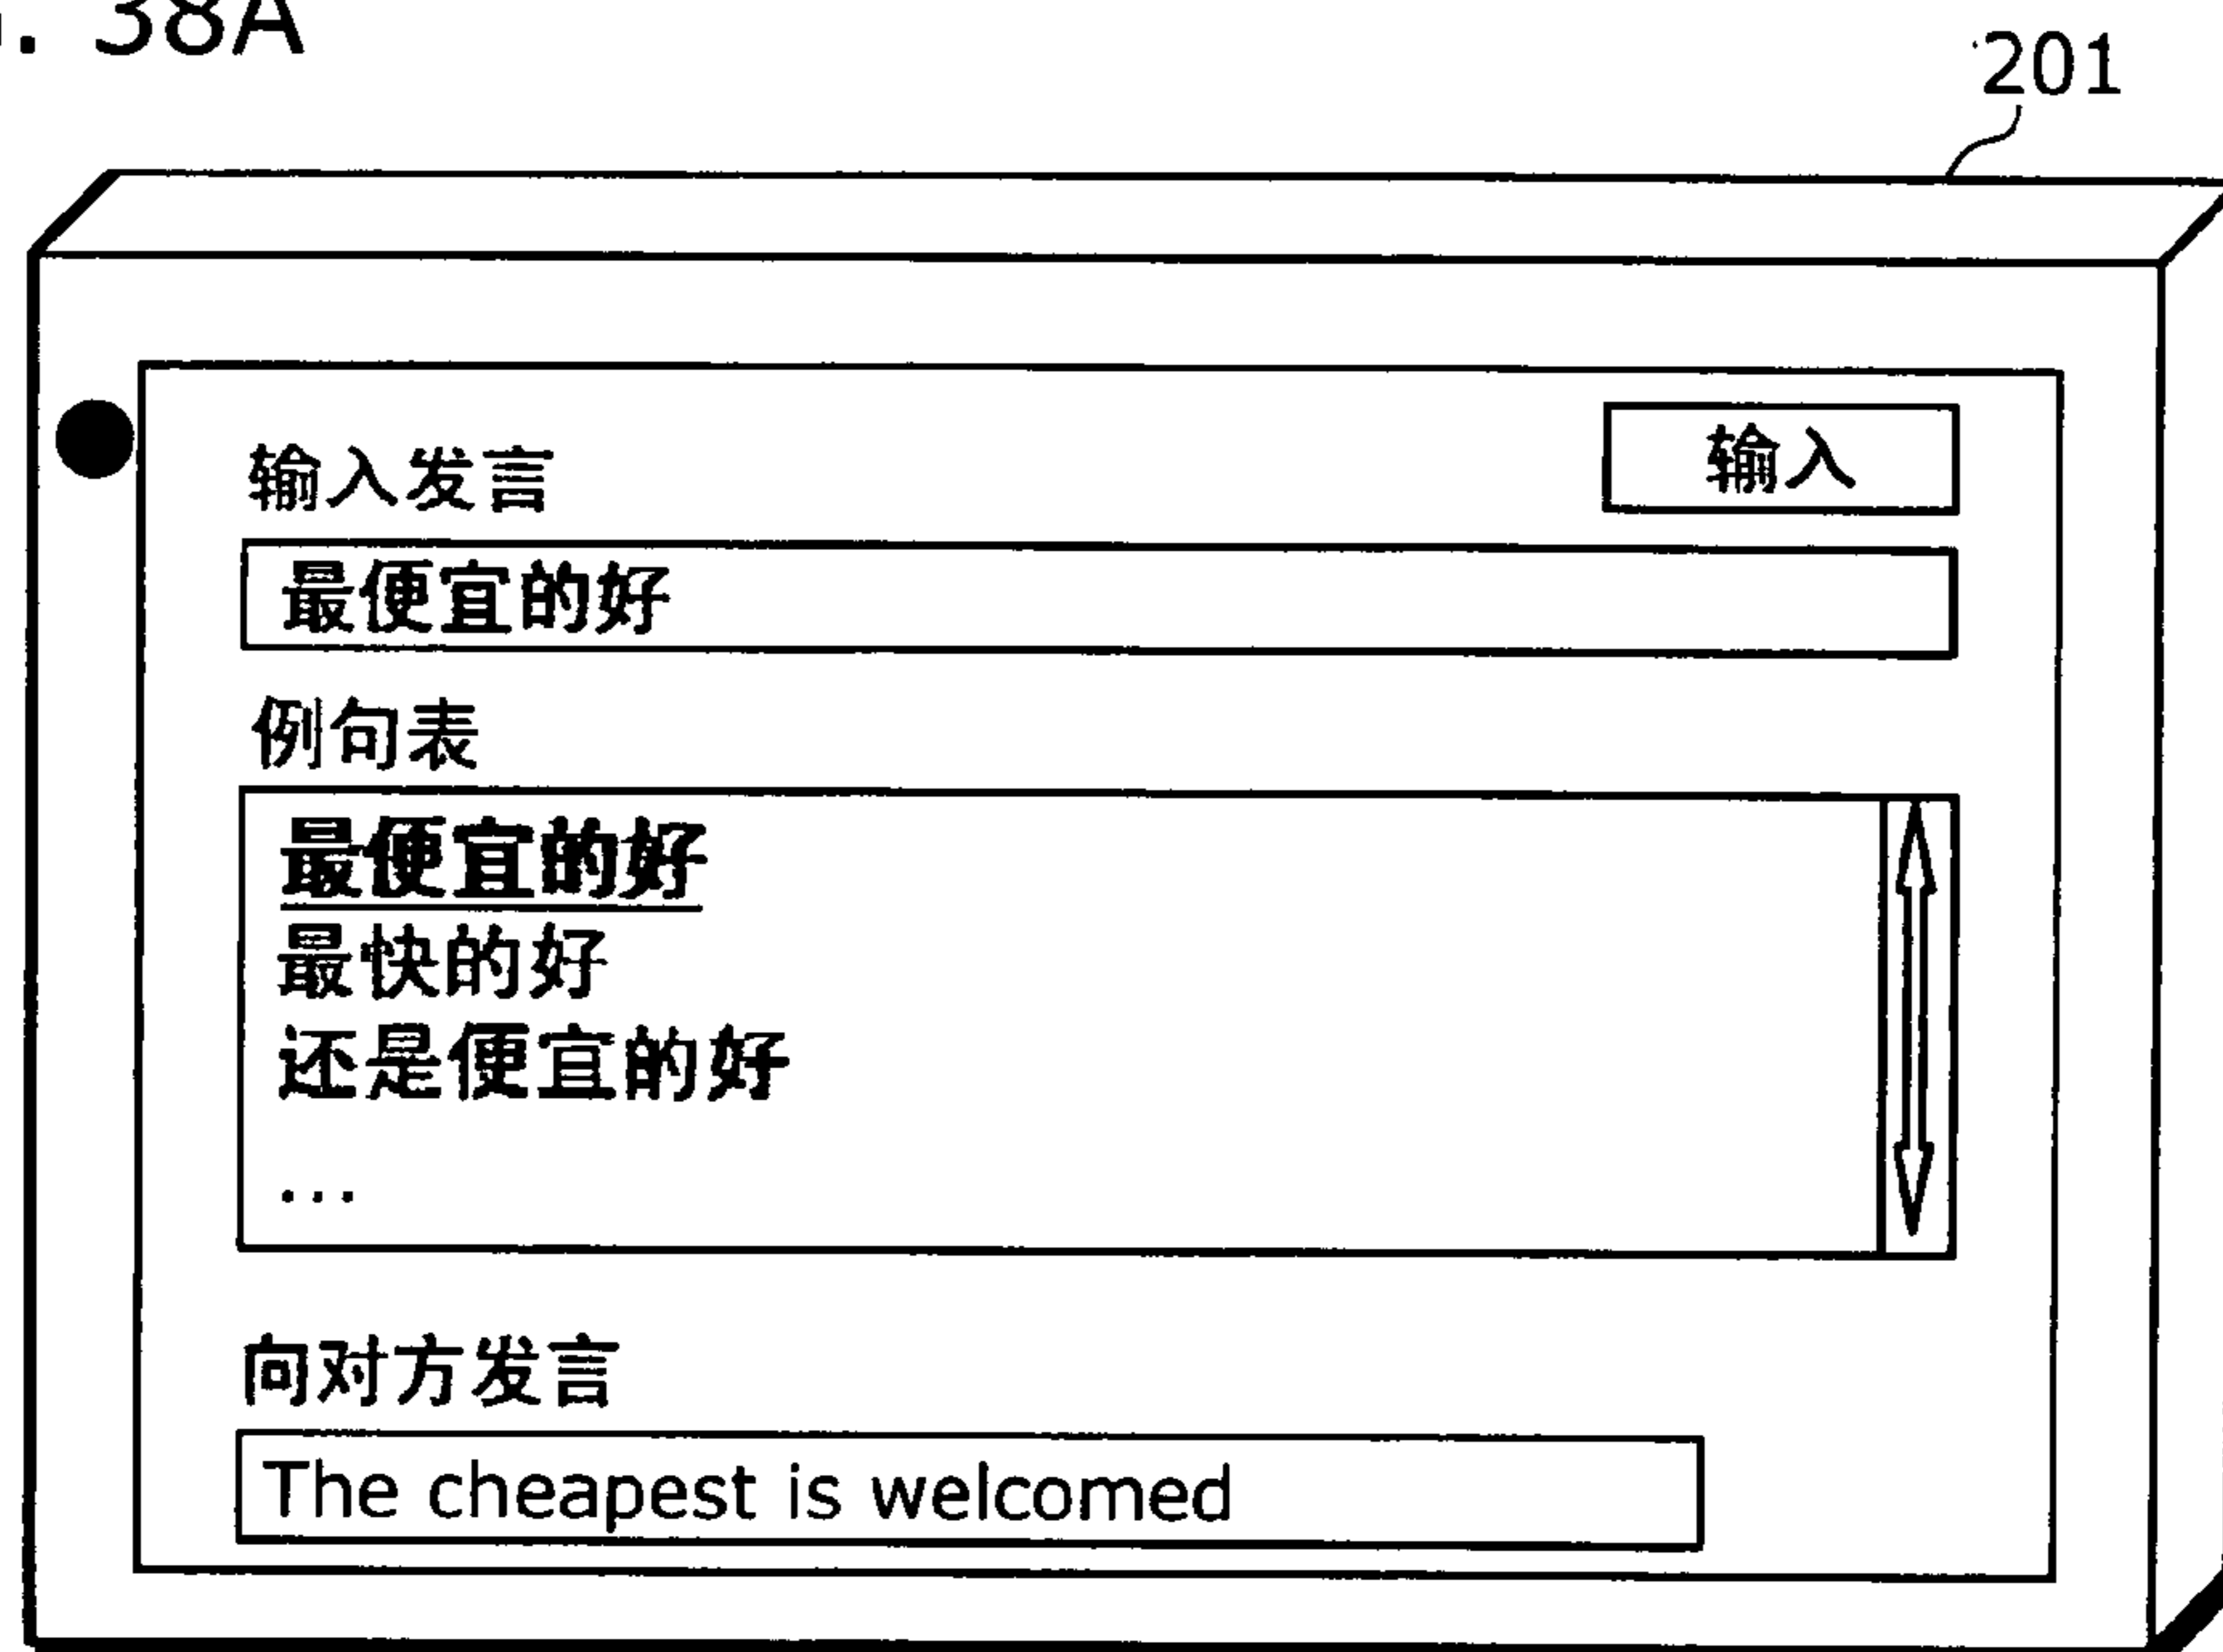 . 38A
201
输入发言
输入
最便宜的好
例句表
最便宜的好
最快的好
还是便宜的好
...
向对方发言
The cheapest is welcomed